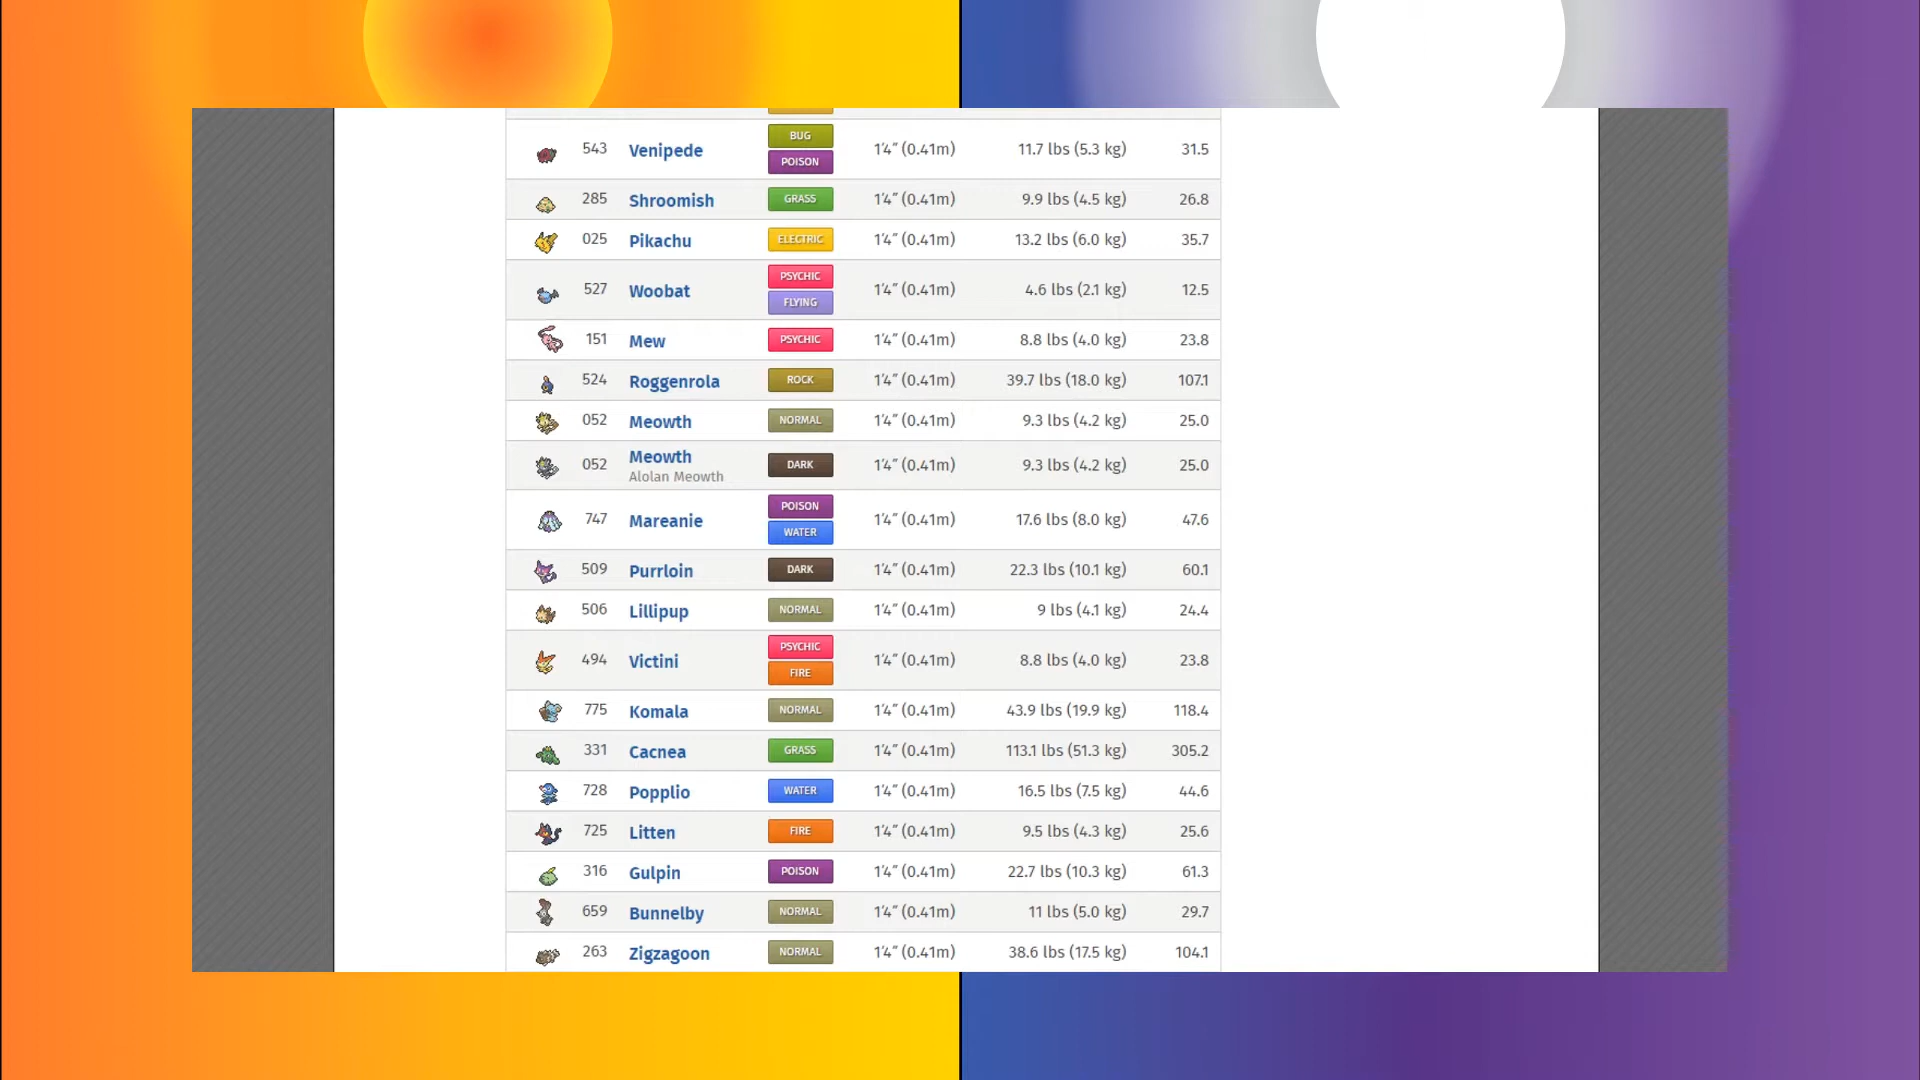 BUG
543 Venipede 1'4" (0.41m) 11.7 lbs (5.3 kg) 31.5
POISON
285 Shroomish GRASS 1'4" (0.41m) 9.9 lbs (4.5 kg) 26.8
025 Pikachu ELECTRIC 1'4" (0.41m) 13.2 lbs (6.0 kg) 35.7
PSYCHIC
527 Woobat 1'4" (0.41m) 4.6 lbs (2.1 kg) 12.5
FLYING
151 Mew PSYCHIC 1'4" (0.41m) 8.8 lbs (4.0 kg) 23.8
524 Roggenrola ROCK 1'4" (0.41m) 39.7 lbs (18.0 kg) 107.1
052 Meowth NORMAL 1'4" (0.41m) 9.3 lbs (4.2 kg) 25.0
052 Meowth DARK 1'4" (0.41m) 9.3 lbs (4.2 kg) 25.0
Alolan Meowth
POISON
747 Mareanie 1'4" (0.41m) 17.6 lbs (8.0 kg) 47.6
WATER
509 Purrloin DARK 1'4" (0.41m) 22.3 lbs (10.1 kg) 60.1
506 Lillipup NORMAL 1'4" (0.41m) 9 lbs (4.1 kg) 24.4
PSYCHIC
494 Victini 1'4" (0.41m) 8.8 lbs (4.0 kg) 23.8
FIRE
775 Komala NORMAL 1'4" (0.41m) 43.9 lbs (19.9 kg) 118.4
331 Cacnea GRASS 1'4" (0.41m) 113.1 lbs (51.3 kg) 305.2
728 Popplio WATER 1'4" (0.41m) 16.5 lbs (7.5 kg) 44.6
725 Litten FIRE 1'4" (0.41m) 9.5 lbs (4.3 kg) 25.6
316 Gulpin POISON 1'4" (0.41m) 22.7 lbs (10.3 kg) 61.3
659 Bunnelby NORMAL 1'4" (0.41m) 11 lbs (5.0 kg) 29.7
263 Zigzagoon NORMAL 1'4" (0.41m) 38.6 lbs (17.5 kg) 104.1